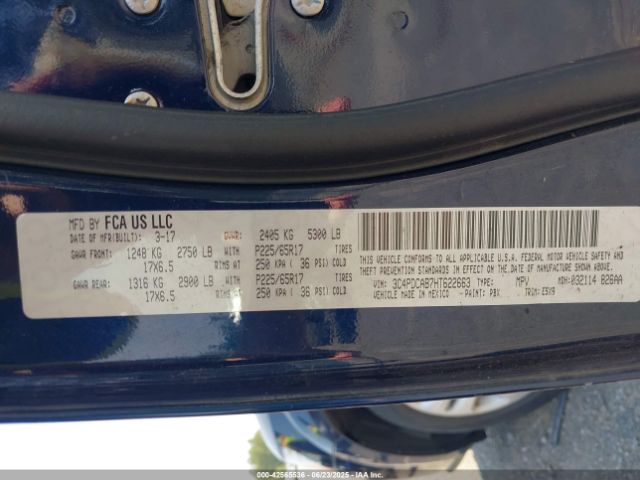 MFD BY FCA US LLC
DATE OF MFR(BUILT): 3-17 GVWR: 2405 KG 5300 LB
GAWR FRONT: 1248 KG 2750 LB WITH P225/65R17 TIRES
17X6.5 RIMS AT 250 KPA ( 36 PSI) COLD
GAWR REAR: 1316 KG 2900 LB WITH P225/65R17 TIRES
17X6.5 RIMS AT 250 KPA ( 36 PSI) COLD
THIS VEHICLE CONFORMS TO ALL APPLICABLE U.S.A. FEDERAL MOTOR VEHICLE SAFETY AND
THEFT PREVENTION STANDARDS IN EFFECT ON THE DATE OF MANUFACTURE SHOWN ABOVE.
VIN: 3C4PDCAB7HT622663 TYPE: MPV MDH: 032114 026AA
VEHICLE MADE IN MEXICO PAINT: PBX TRIM: E5X9
000-42565536 - 06/23/2025 - IAAI.com